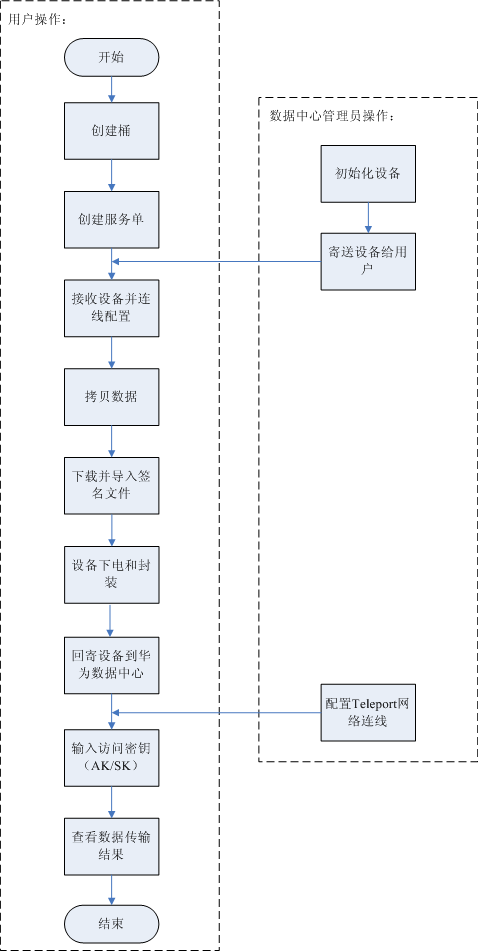 用户操作：
开始
创建桶
创建服务单
接收设备并连
线配置
拷贝数据
下载并导入签
名文件
设备下电和封
装
回寄设备到华
为数据中心
输入访问密钥
（AK/SK）
查看数据传输
结果
结束
数据中心管理员操作：
初始化设备
寄送设备给用
户
配置Teleport网
络连线